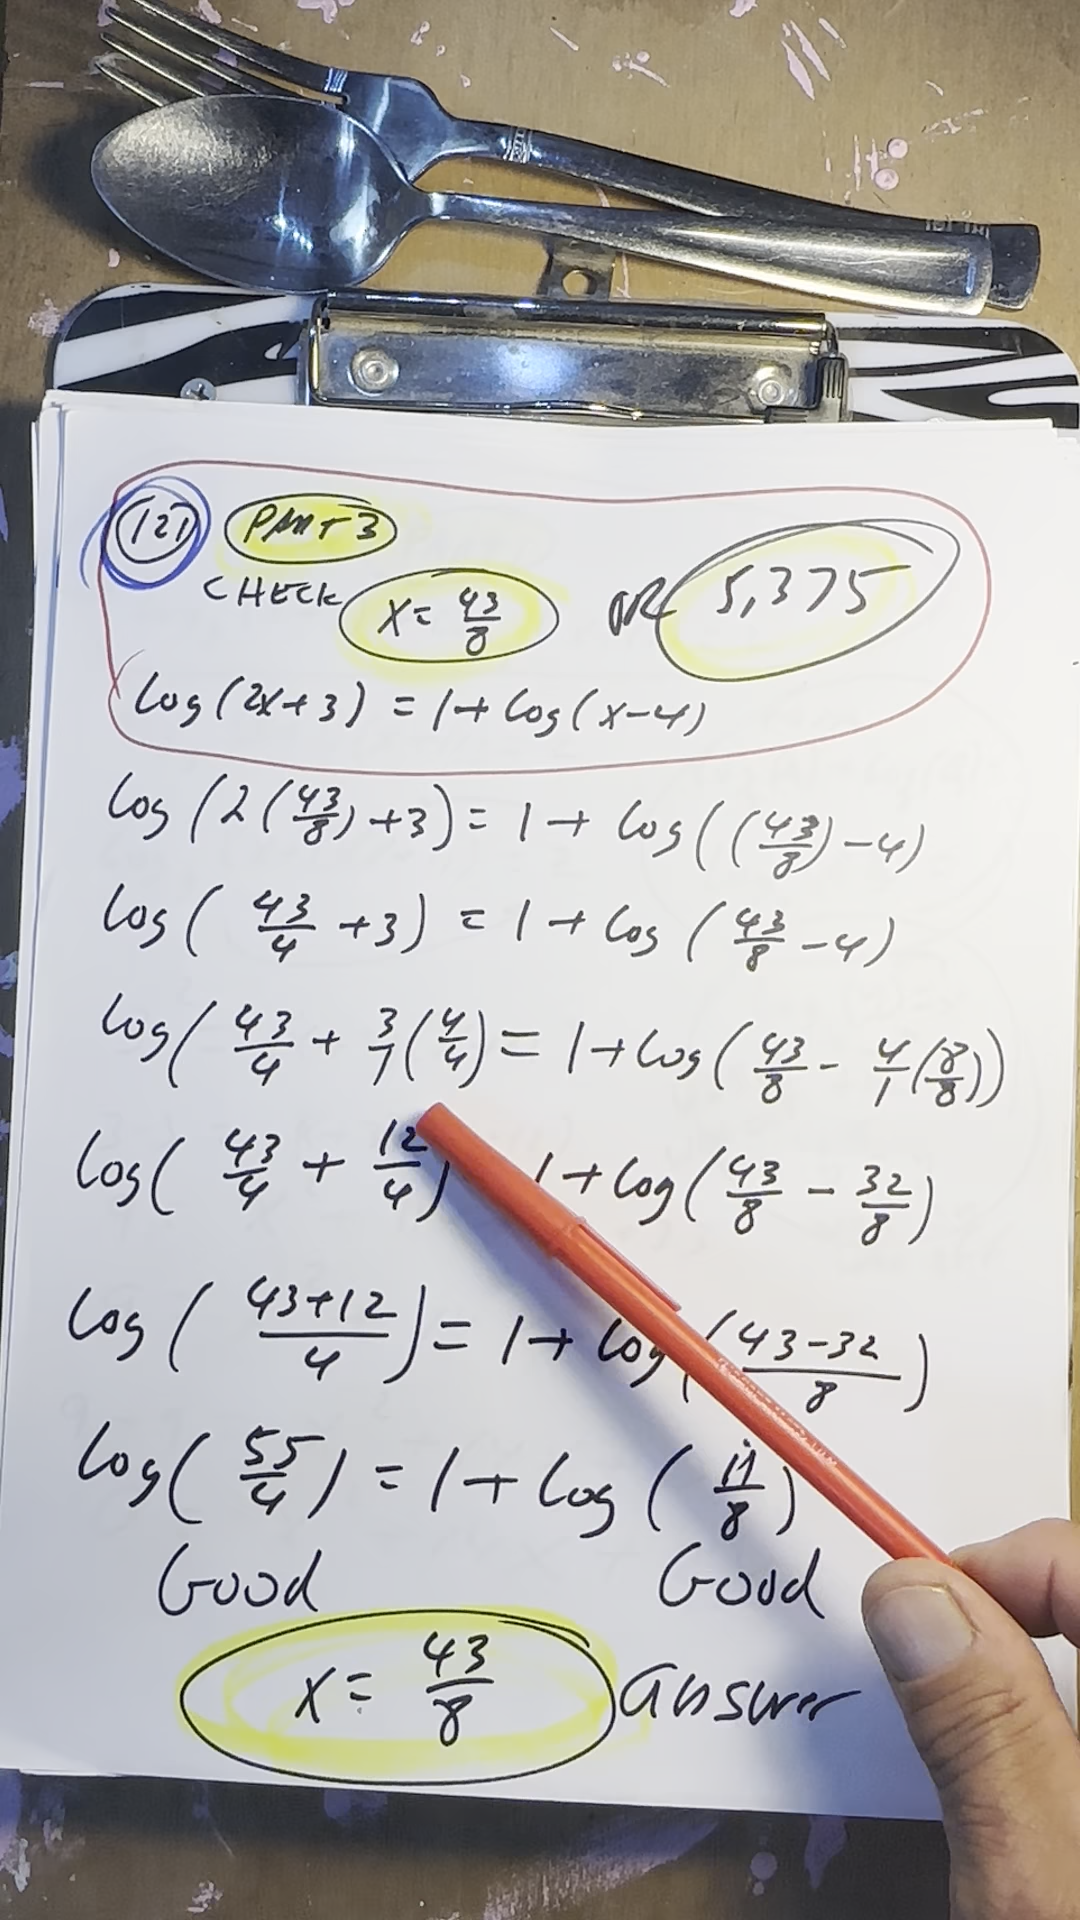 121 PART 3
CHECK x = 43/8 OR 5,375
log(2x+3) = 1+log(x-4)
log(2(43/8)+3) = 1+log((43/8)-4)
log(43/4+3) = 1+log(43/8-4)
log(43/4+3/1(4/4) = 1+log(43/8-4/1(8/8))
log(43/4+12/4) 1+log(43/8-32/8)
log(43+12/4) = 1+log(43-32/8)
log(55/4) = 1+log(11/8)
Good Good
x = 43/8 answer